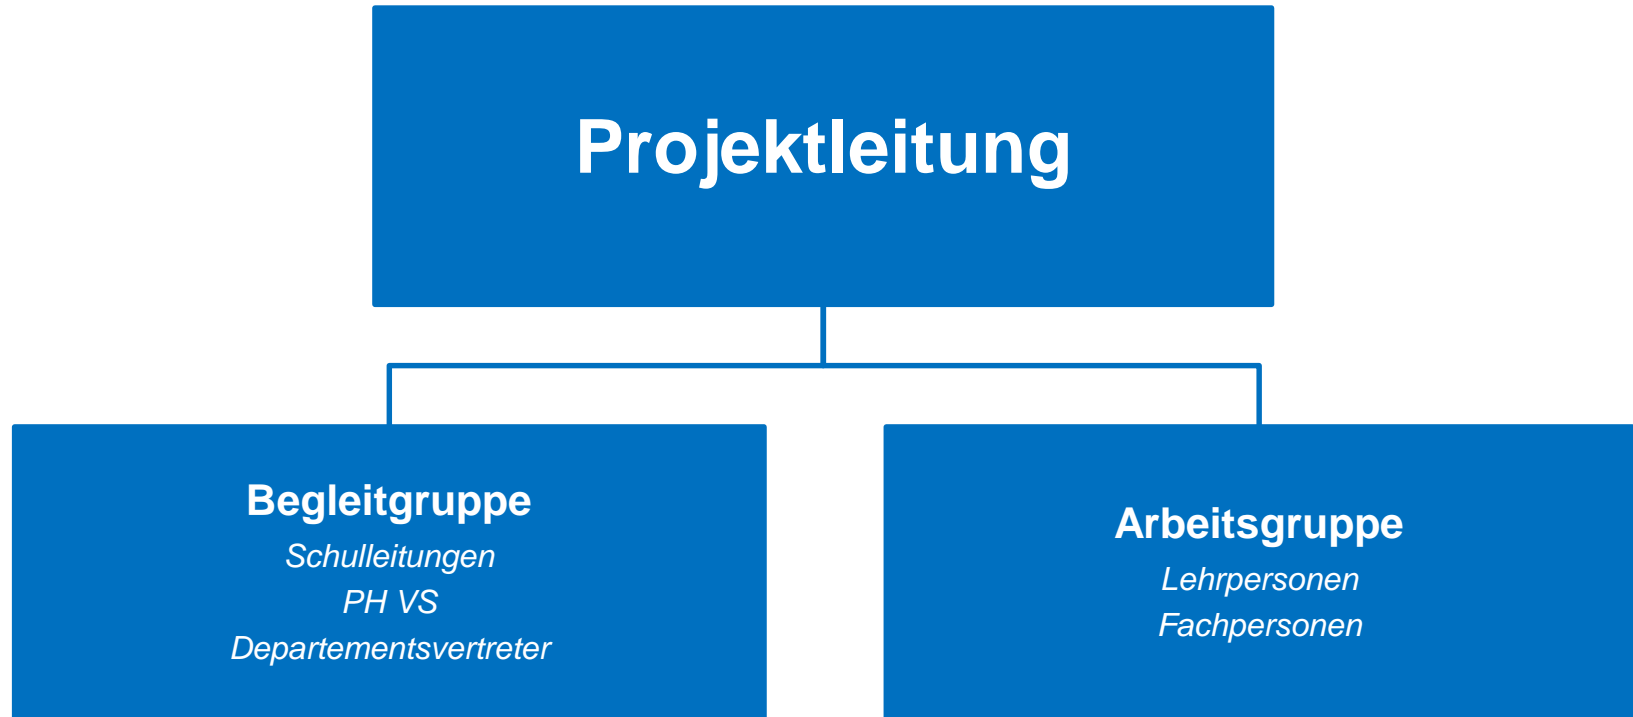 Projektleitung
Begleitgruppe
Schulleitungen
PH VS
Departementsvertreter
Arbeitsgruppe
Lehrpersonen
Fachpersonen